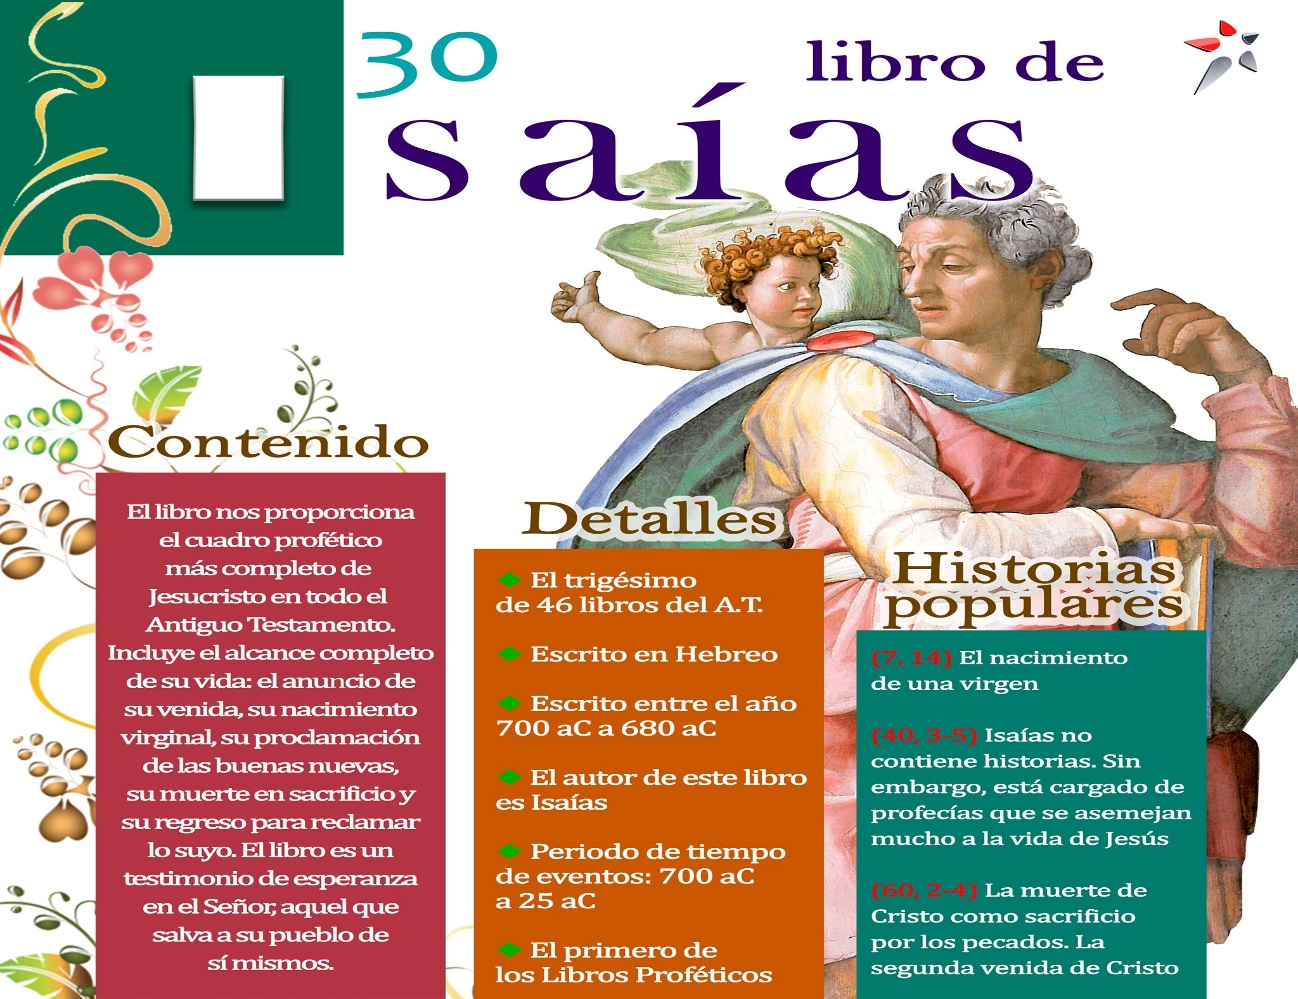 30
libro de
saías
Contenido
El libro nos proporciona
el cuadro profético
más completo de
Jesucristo en todo el
Antiguo Testamento.
Incluye el alcance completo
de su vida: el anuncio de
su venida, su nacimiento
virginal, su proclamación
de las buenas nuevas,
su muerte en sacrificio y
su regreso para reclamar
lo suyo. El libro es un
testimonio de esperanza
en el Señor, aquel que
salva a su pueblo de
sí mismos.
Detalles
El trigésimo
de 46 libros del A.T.
Escrito en Hebreo
Escrito entre el año
700 aC a 680 aC
El autor de este libro
es Isaías
Periodo de tiempo
de eventos: 700 aC
a 25 aC
El primero de
los Libros Proféticos
Historias
populares
(7, 14) El nacimiento
de una virgen
(40, 3-5) Isaías no
contiene historias. Sin
embargo, está cargado de
profecías que se asemejan
mucho a la vida de Jesús
(60, 2-4) La muerte de
Cristo como sacrificio
por los pecados. La
segunda venida de Cristo